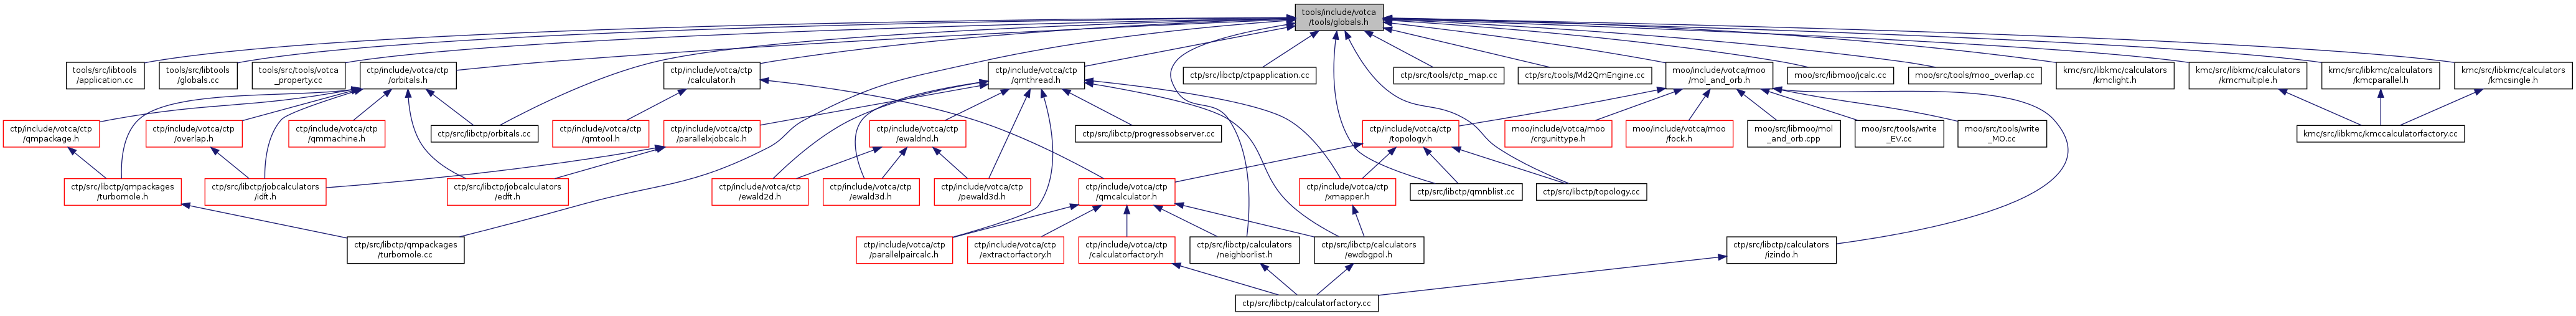 tools/include/votca
/tools/globals.h
tools/src/libtools
/application.cc
tools/src/libtools
/globals.cc
tools/src/tools/votca
_property.cc
ctp/include/votca/ctp
/orbitals.h
ctp/include/votca/ctp
/calculator.h
ctp/include/votca/ctp
/qmthread.h
ctp/src/libctp/ctpapplication.cc
ctp/src/tools/ctp_map.cc
ctp/src/tools/Md2QmEngine.cc
moo/include/votca/moo
/mol_and_orb.h
moo/src/libmoo/jcalc.cc
moo/src/tools/moo_overlap.cc
kmc/src/libkmc/calculators
/kmclight.h
kmc/src/libkmc/calculators
/kmcmultiple.h
kmc/src/libkmc/calculators
/kmcparallel.h
kmc/src/libkmc/calculators
/kmcsingle.h
ctp/include/votca/ctp
/qmpackage.h
ctp/include/votca/ctp
/overlap.h
ctp/include/votca/ctp
/qmmachine.h
ctp/src/libctp/orbitals.cc
ctp/include/votca/ctp
/qmtool.h
ctp/include/votca/ctp
/parallelxjobcalc.h
ctp/include/votca/ctp
/ewaldnd.h
ctp/src/libctp/progressobserver.cc
ctp/include/votca/ctp
/topology.h
moo/include/votca/moo
/crgunittype.h
moo/include/votca/moo
/fock.h
moo/src/libmoo/mol
_and_orb.cpp
moo/src/tools/write
_EV.cc
moo/src/tools/write
_MO.cc
kmc/src/libkmc/kmccalculatorfactory.cc
ctp/src/libctp/qmpackages
/turbomole.h
ctp/src/libctp/jobcalculators
/idft.h
ctp/src/libctp/jobcalculators
/edft.h
ctp/include/votca/ctp
/ewald2d.h
ctp/include/votca/ctp
/ewald3d.h
ctp/include/votca/ctp
/pewald3d.h
ctp/include/votca/ctp
/qmcalculator.h
ctp/include/votca/ctp
/xmapper.h
ctp/src/libctp/qmnblist.cc
ctp/src/libctp/topology.cc
ctp/src/libctp/qmpackages
/turbomole.cc
ctp/include/votca/ctp
/parallelpaircalc.h
ctp/include/votca/ctp
/extractorfactory.h
ctp/include/votca/ctp
/calculatorfactory.h
ctp/src/libctp/calculators
/neighborlist.h
ctp/src/libctp/calculators
/ewdbgpol.h
ctp/src/libctp/calculators
/izindo.h
ctp/src/libctp/calculatorfactory.cc